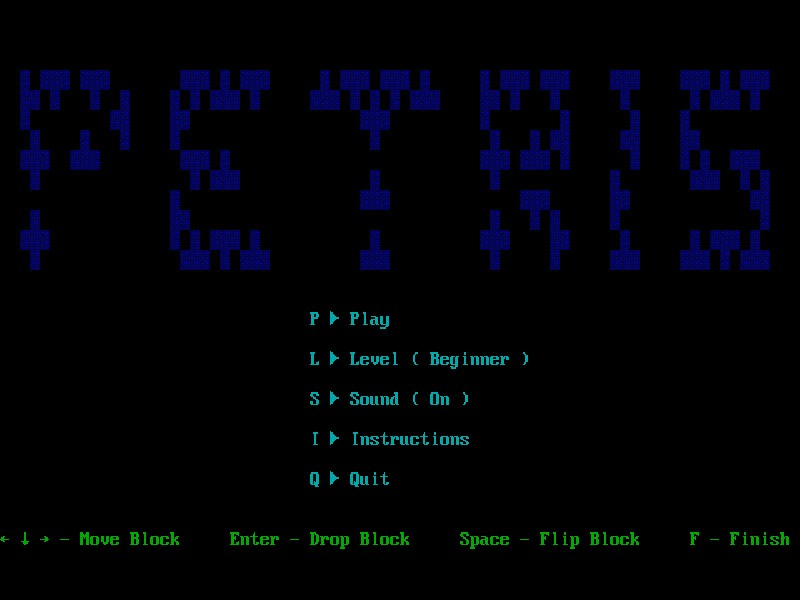 PETRIS
P ► Play
L ► Level ( Beginner )
S ► Sound ( On )
I ► Instructions
Q ► Quit
← ↓ → - Move Block Enter - Drop Block Space - Flip Block F - Finish